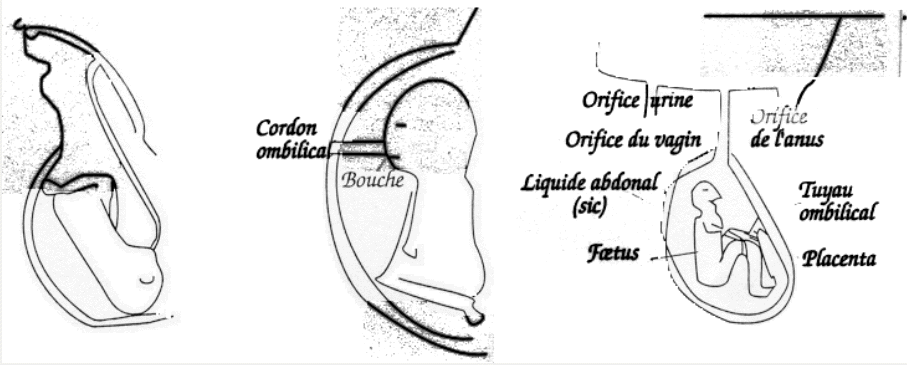 Cordon
ombilical
Bouche
Orifice urine
Orifice du vagin
Orifice
de l'anus
Liquide abdonal
(sic)
Tuyau
ombilical
Fœtus
Placenta